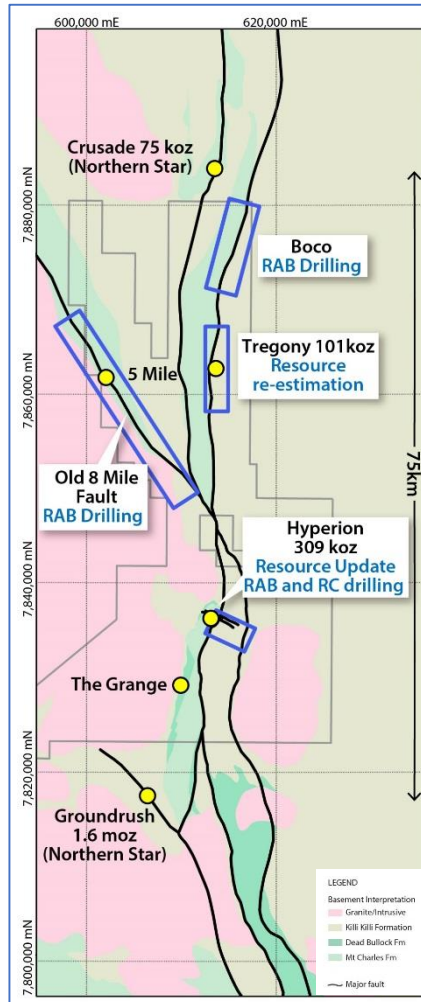 600,000 mE
620,000 mE
Crusade 75 koz
(Northern Star)
7,880,000 mN
Boco
RAB Drilling
Tregony 101koz
Resource
re-estimation
5 Mile
7,860,000 mN
75km
Old 8 Mile
Fault
RAB Drilling
Hyperion
309 koz
Resource Update
RAB and RC drilling
7,840,000 mN
The Grange
7,820,000 mN
Groundrush
1.6 moz
(Northern Star)
7,800,000 mN
LEGEND
Basement Interpretation
Granite/Intrusive
Killi Killi Formation
Dead Bullock Fm
Mt Charles Fm
Major fault